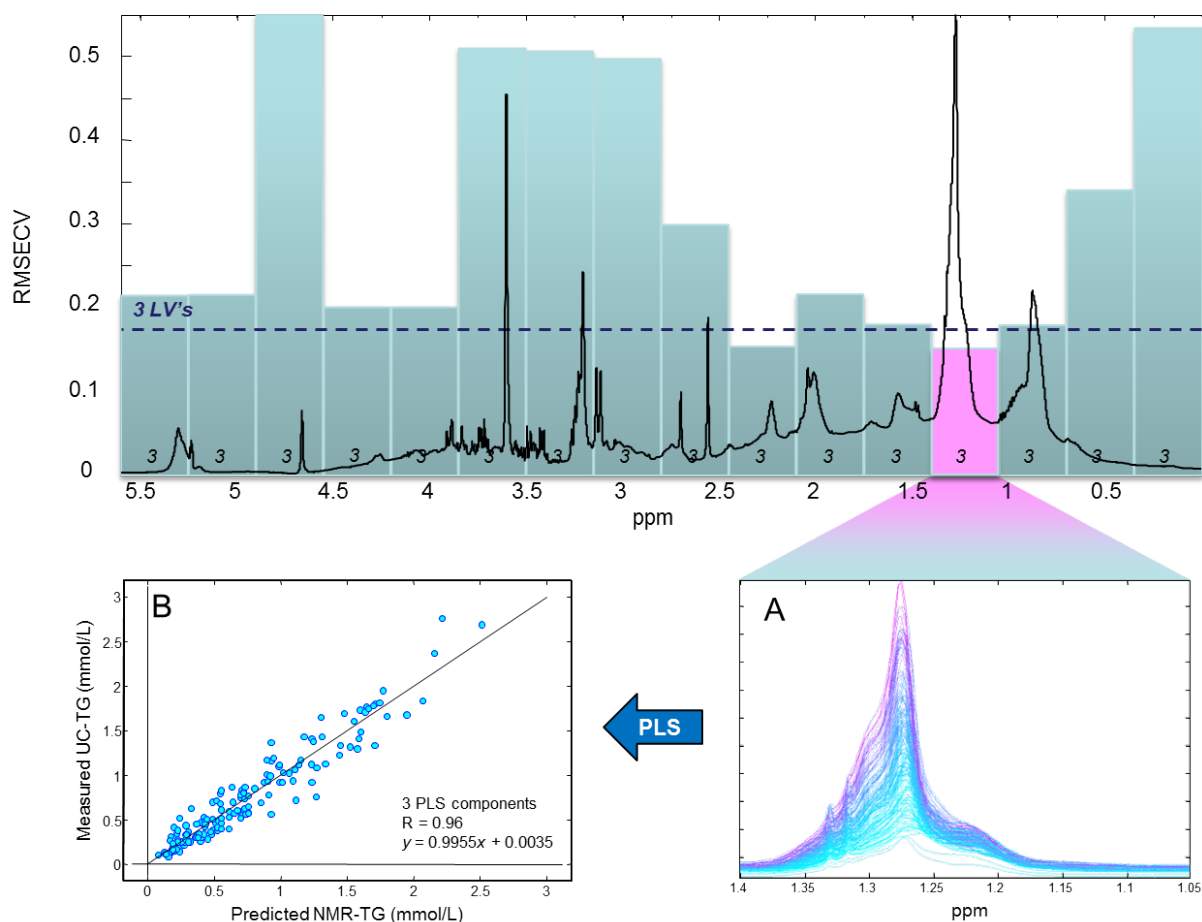 0.5
0.4
0.3
0.2
0.1
0
RMSECV
3 LV's
3 3 3 3 3 3 3 3 3 3 3 3 3 3 3 3
5.5 5 4.5 4 3.5 3 2.5 2 1.5 1 0.5
ppm
B
3
2.5
2
1.5
1
0.5
0
Measured UC-TG (mmol/L)
3 PLS components
R = 0.96
y = 0.9955x + 0.0035
0 0.5 1 1.5 2 2.5 3
Predicted NMR-TG (mmol/L)
PLS
A
1.4 1.3 1.25 1.2 1.1 1.05
ppm